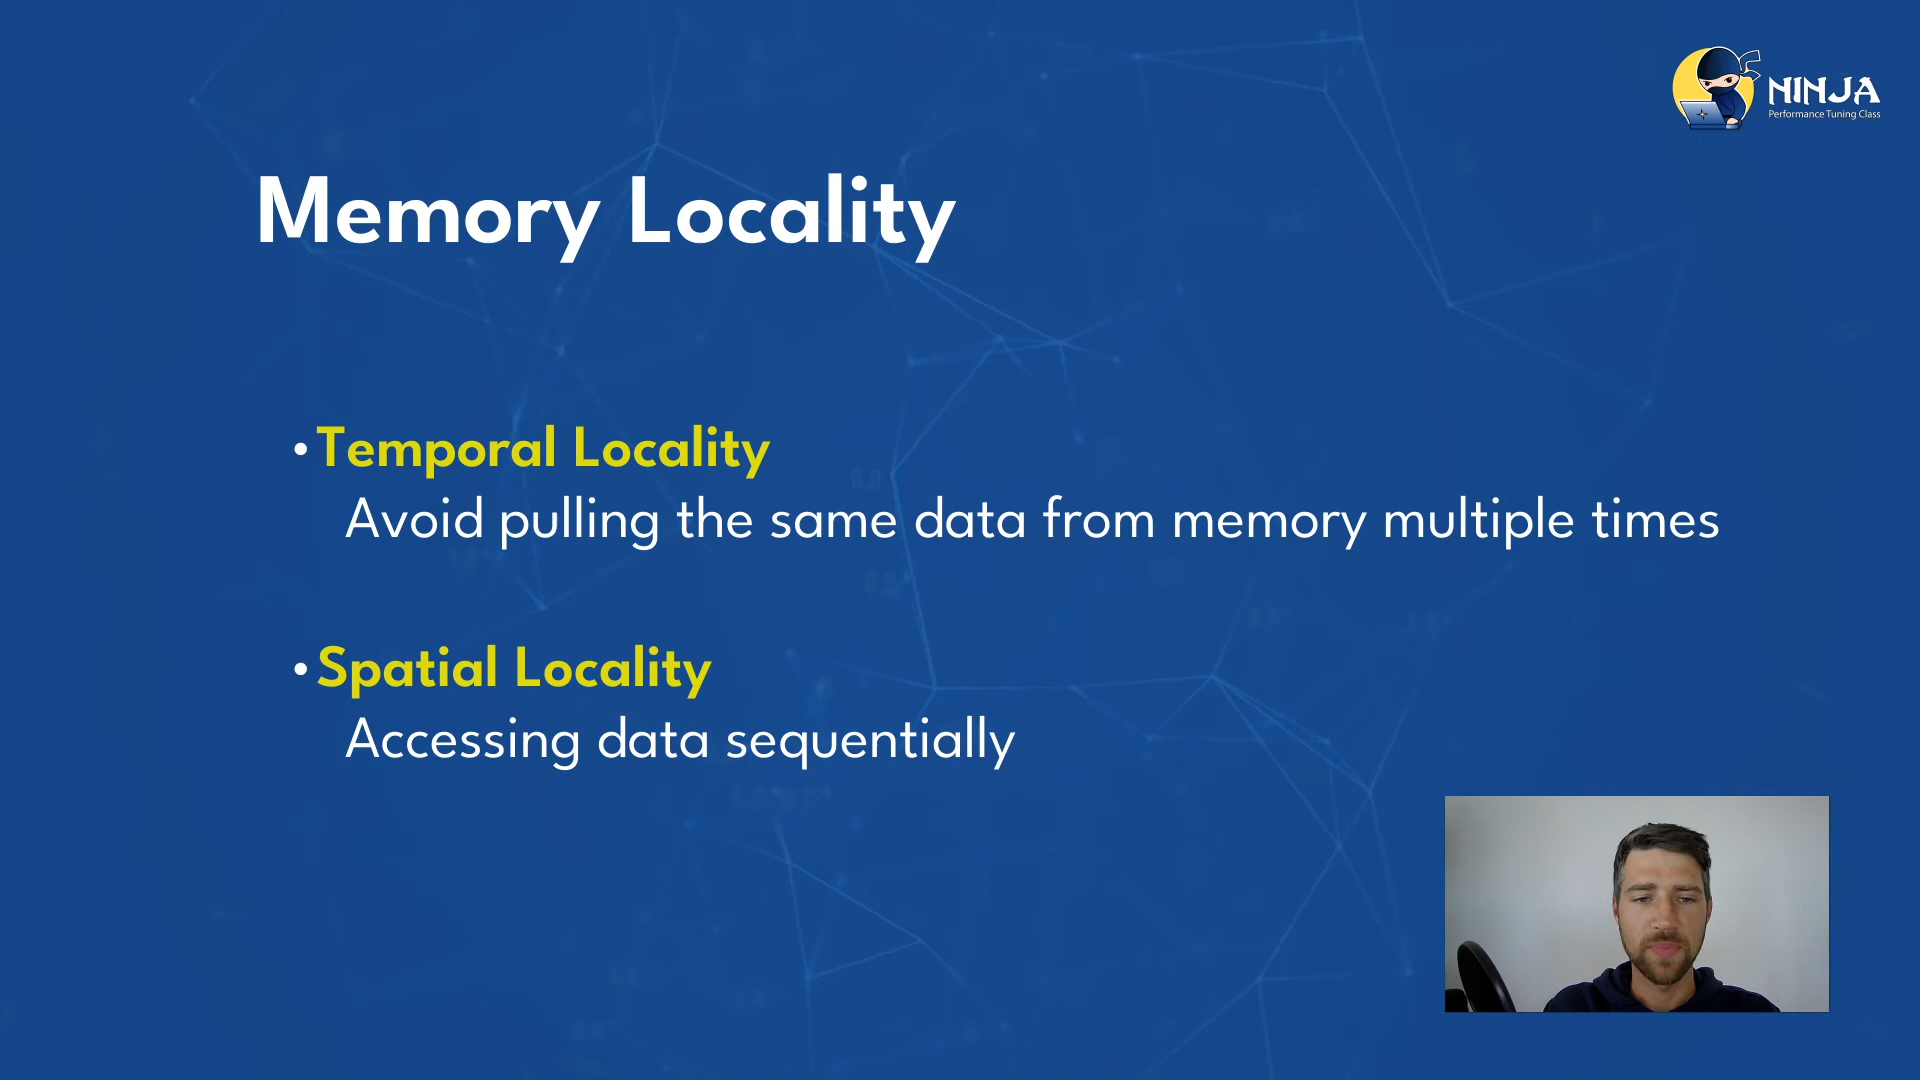 NINJA
Performance Tuning Class
Memory Locality
• Temporal Locality
Avoid pulling the same data from memory multiple times
• Spatial Locality
Accessing data sequentially